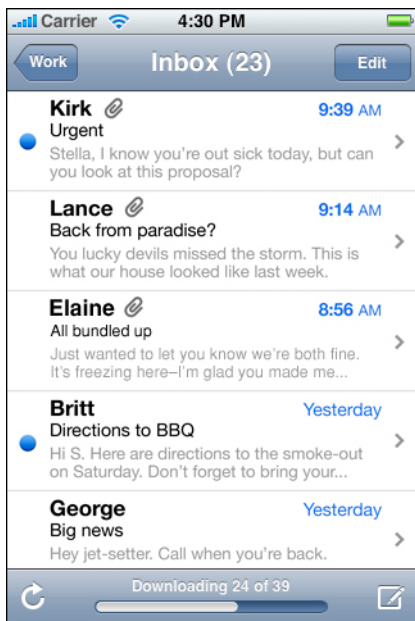 Carrier 4:30 PM
Work Inbox (23) Edit
Kirk 9:39 AM
Urgent
Stella, I know you're out sick today, but can
you look at this proposal?
Lance 9:14 AM
Back from paradise?
You lucky devils missed the storm. This is
what our house looked like last week.
Elaine 8:56 AM
All bundled up
Just wanted to let you know we're both fine.
It's freezing here–I'm glad you made me...
Britt Yesterday
Directions to BBQ
Hi S. Here are directions to the smoke-out
on Saturday. Don't forget to bring your...
George Yesterday
Big news
Hey jet-setter. Call when you're back.
Downloading 24 of 39